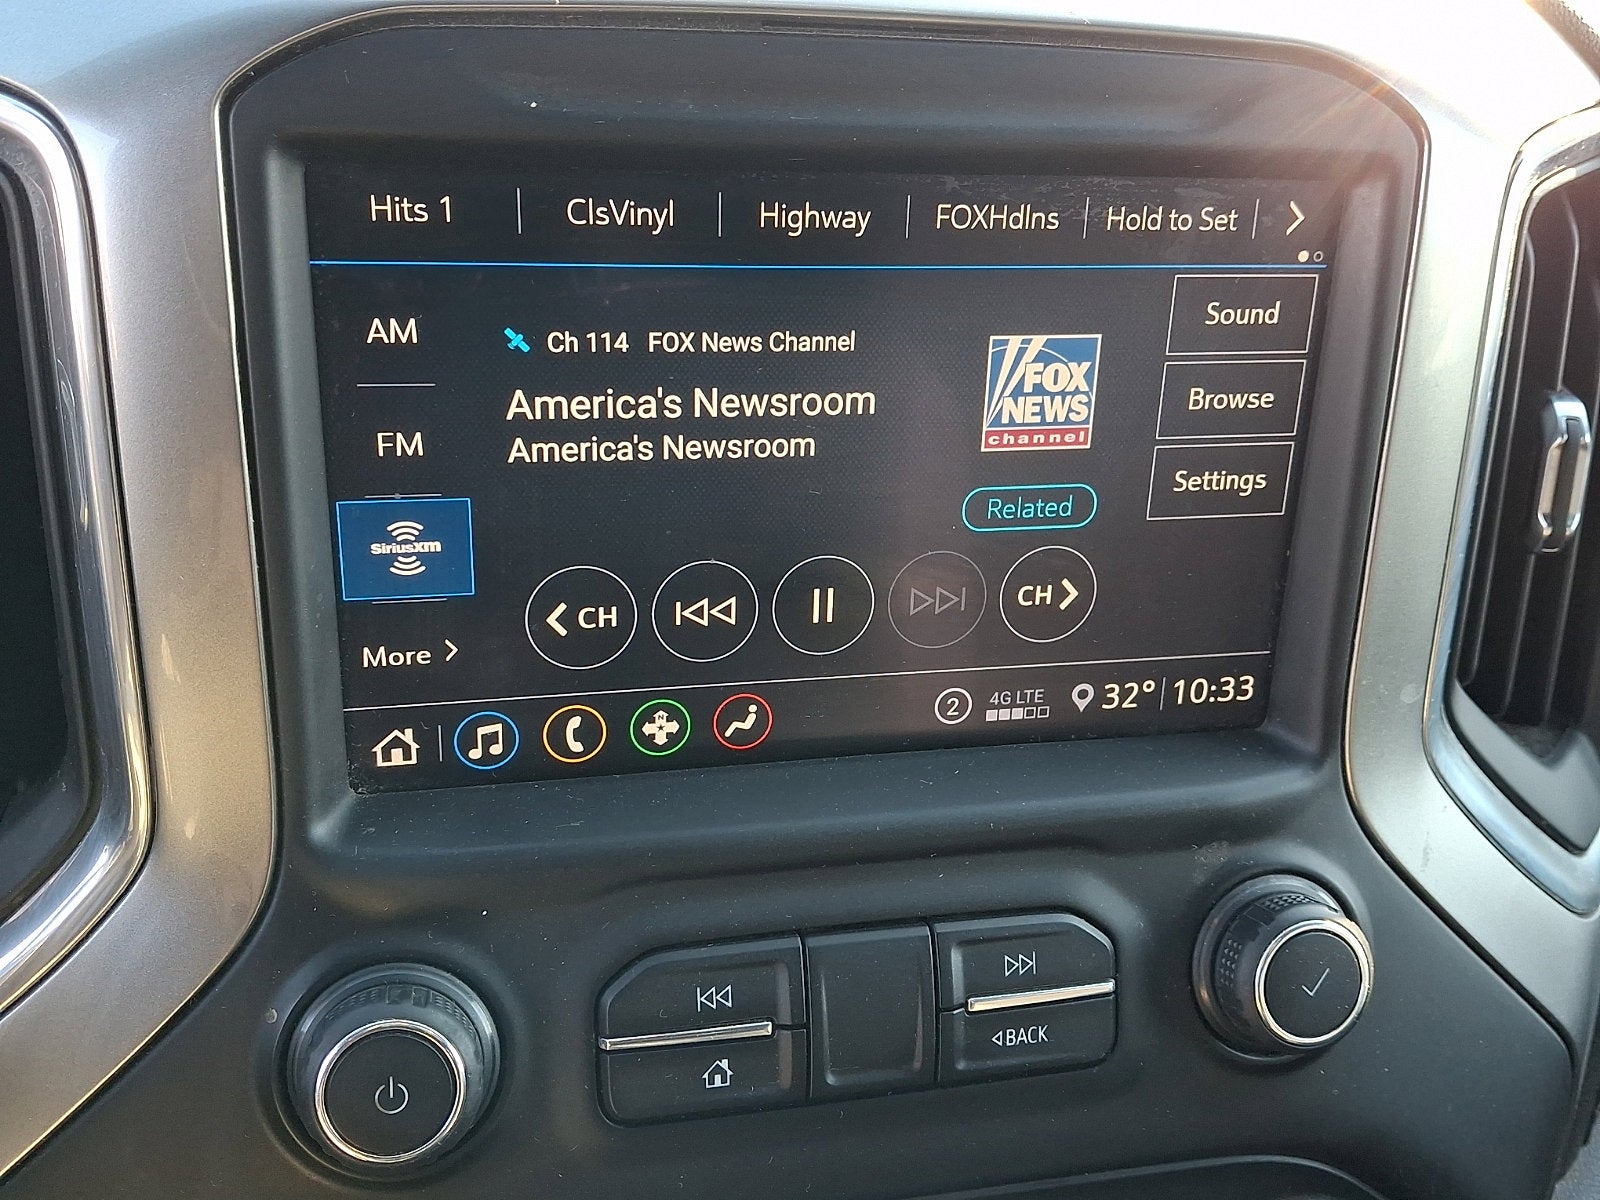 Hits 1 ClsVinyl Highway FOXHdlns Hold to Set
AM
FM
SiriusXM
More
Ch 114 FOX News Channel
America's Newsroom
America's Newsroom
FOX
NEWS
channel
Related
Sound
Browse
Settings
CH
CH
N
2
4G LTE
32° 10:33
BACK